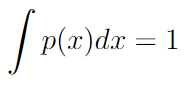 ∫ p(x)dx = 1